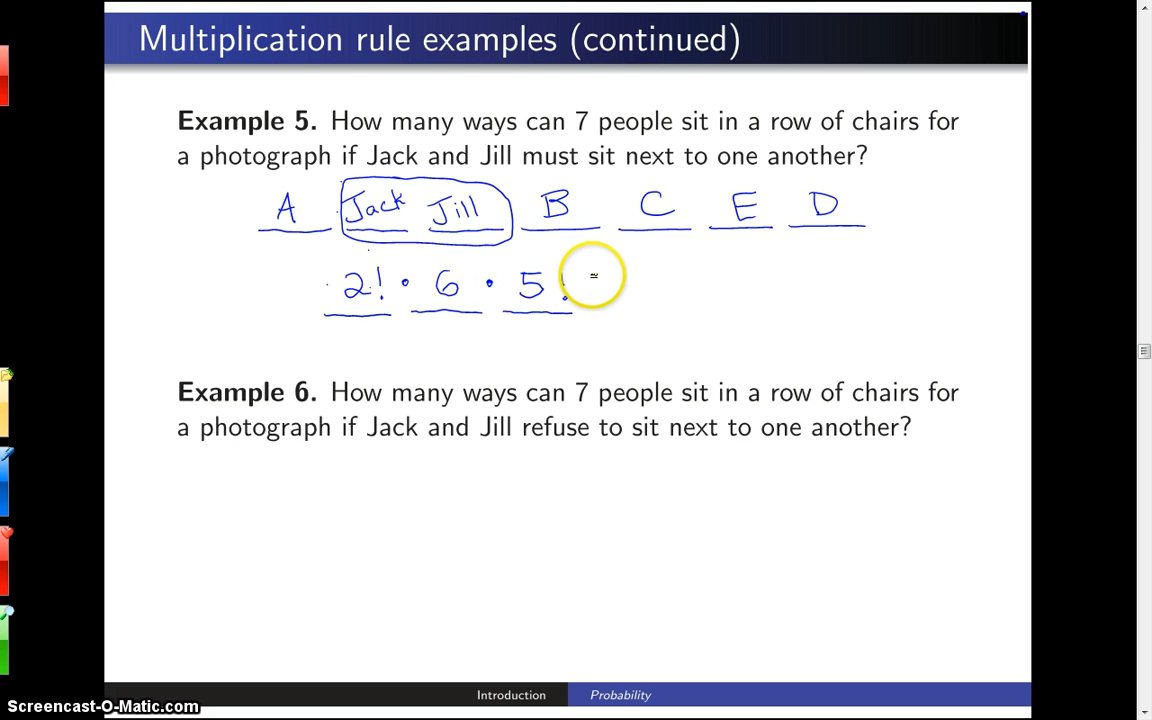 Multiplication rule examples (continued)
Example 5. How many ways can 7 people sit in a row of chairs for
a photograph if Jack and Jill must sit next to one another?
A Jack Jill B C E D
2! · 6 · 5!
Example 6. How many ways can 7 people sit in a row of chairs for
a photograph if Jack and Jill refuse to sit next to one another?
Introduction Probability
Screencast-O-Matic.com